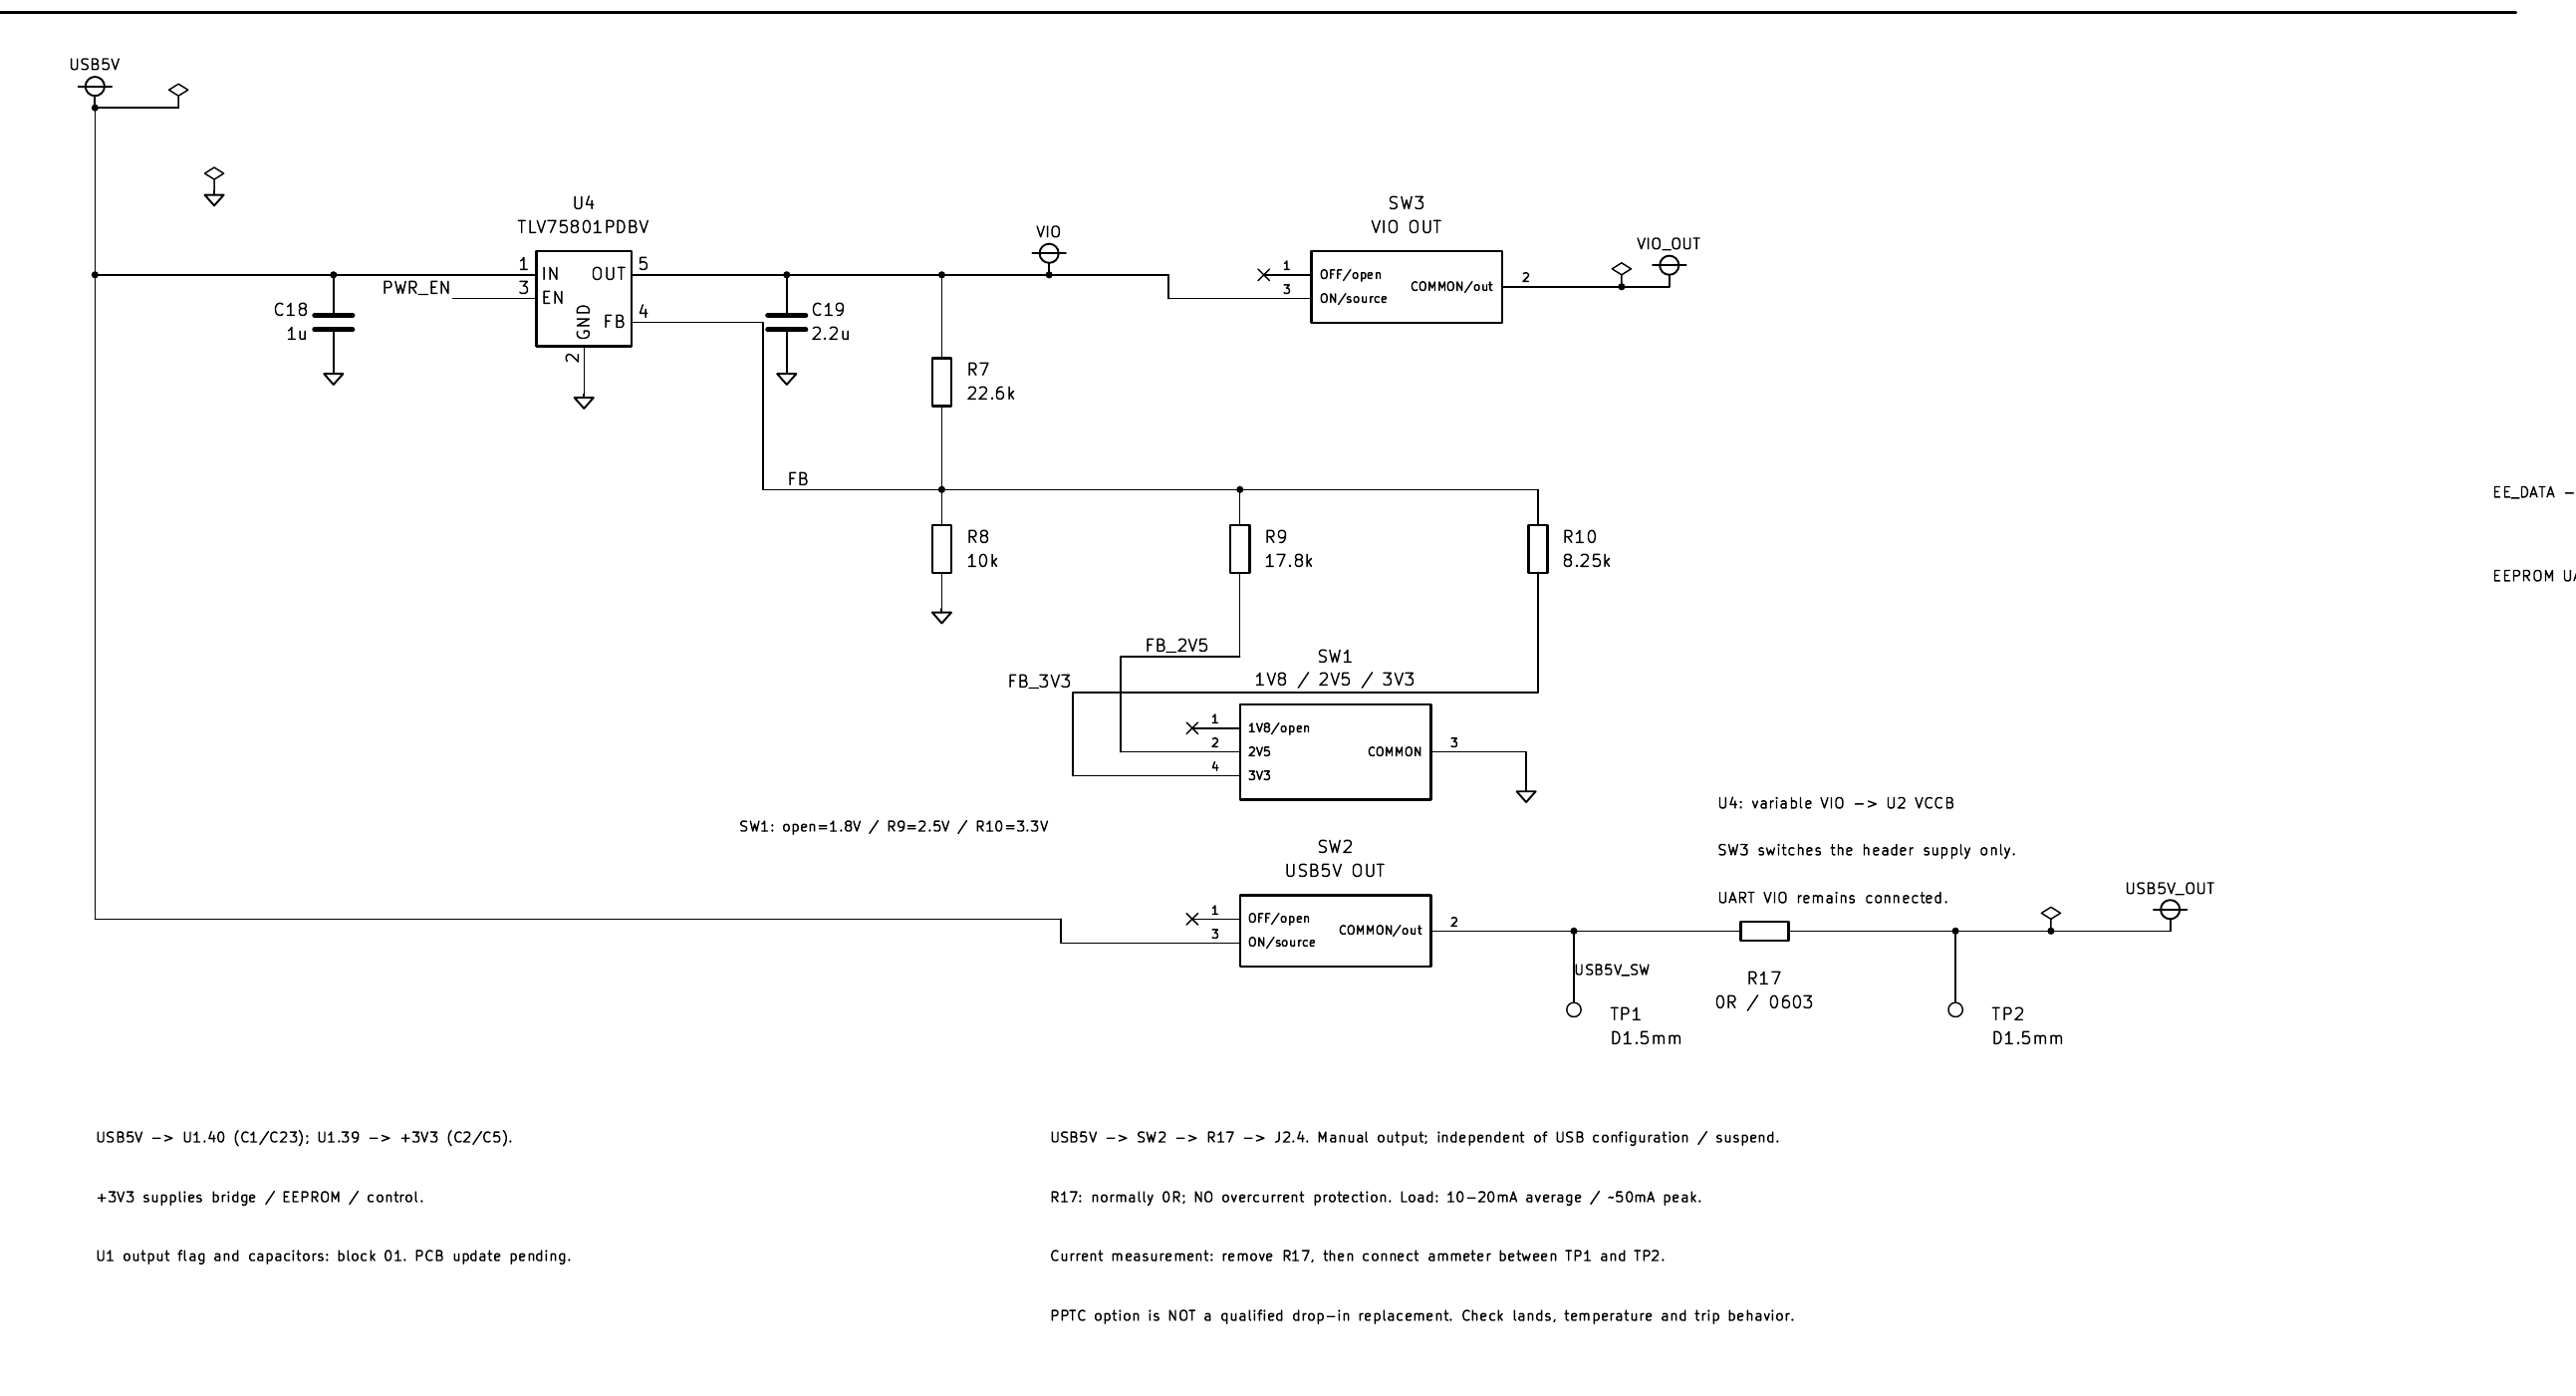 USB5V
U4
TLV75801PDBV
1
IN
OUT
5
PWR_EN
3
EN
GND
FB
4
2
C18
1u
C19
2.2u
VIO
SW3
VIO OUT
1
OFF/open
3
ON/source
COMMON/out
2
VIO_OUT
R7
22.6k
FB
R8
10k
R9
17.8k
R10
8.25k
EE_DATA -
EEPROM UA
FB_2V5
FB_3V3
SW1
1V8 / 2V5 / 3V3
1
1V8/open
2
2V5
4
3V3
COMMON
3
SW1: open=1.8V / R9=2.5V / R10=3.3V
U4: variable VIO -> U2 VCCB
SW3 switches the header supply only.
UART VIO remains connected.
SW2
USB5V OUT
1
OFF/open
3
ON/source
COMMON/out
2
USB5V_SW
TP1
D1.5mm
R17
0R / 0603
TP2
D1.5mm
USB5V_OUT
USB5V -> U1.40 (C1/C23); U1.39 -> +3V3 (C2/C5).
+3V3 supplies bridge / EEPROM / control.
U1 output flag and capacitors: block 01. PCB update pending.
USB5V -> SW2 -> R17 -> J2.4. Manual output; independent of USB configuration / suspend.
R17: normally 0R; NO overcurrent protection. Load: 10-20mA average / ~50mA peak.
Current measurement: remove R17, then connect ammeter between TP1 and TP2.
PPTC option is NOT a qualified drop-in replacement. Check lands, temperature and trip behavior.